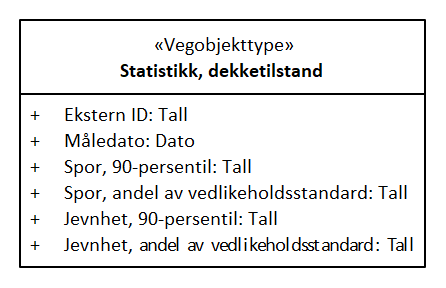 «Vegobjekttype»
Statistikk, dekketilstand
+ Ekstern ID: Tall
+ Måledato: Dato
+ Spor, 90-persentil: Tall
+ Spor, andel av vedlikeholdsstandard: Tall
+ Jevnhet, 90-persentil: Tall
+ Jevnhet, andel av vedlikeholdsstandard: Tall